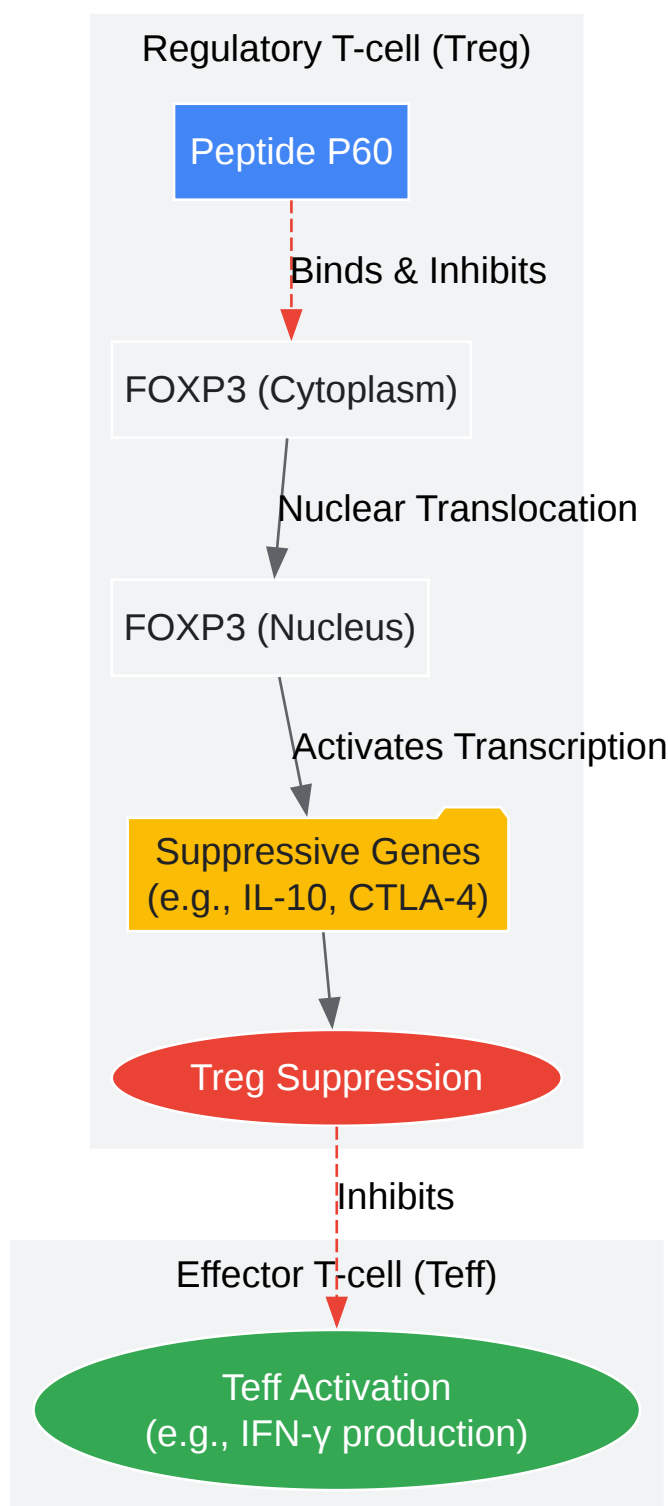 Regulatory T-cell (Treg)
Peptide P60
Binds & Inhibits
FOXP3 (Cytoplasm)
Nuclear Translocation
FOXP3 (Nucleus)
Activates Transcription
Suppressive Genes
(e.g., IL-10, CTLA-4)
Treg Suppression
Inhibits
Effector T-cell (Teff)
Teff Activation
(e.g., IFN-γ production)